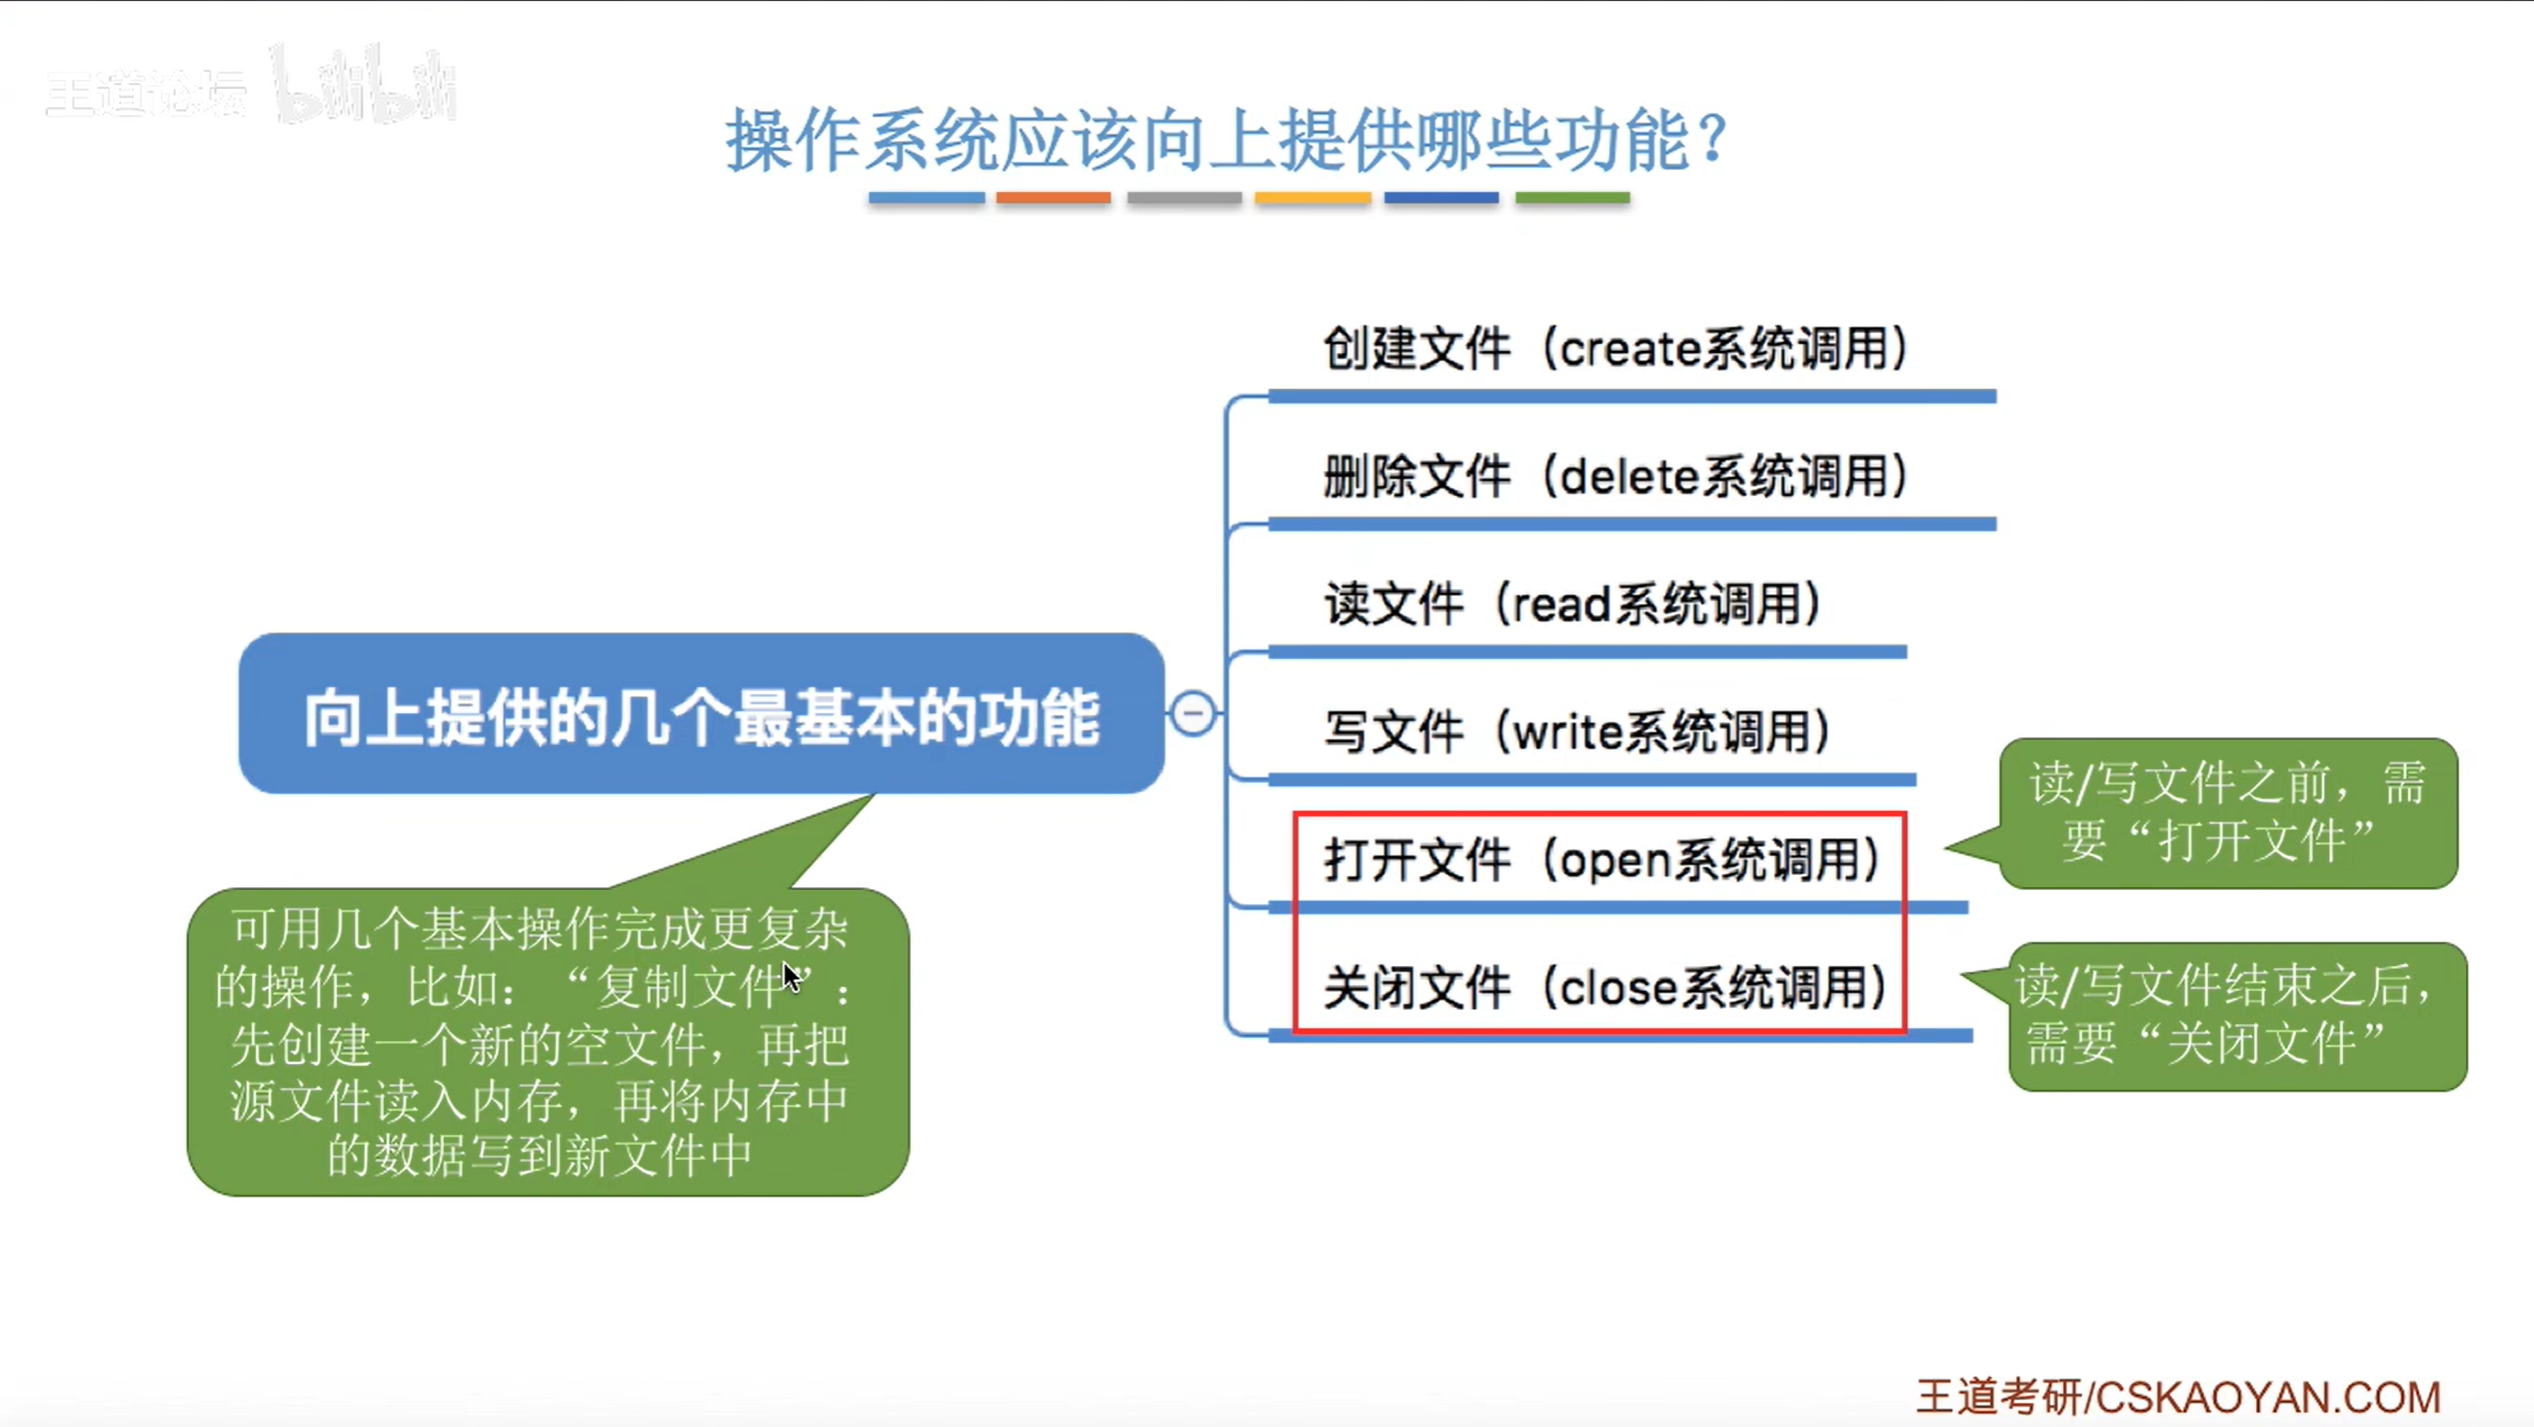 王道论坛 bilibili
操作系统应该向上提供哪些功能？
创建文件（create系统调用）
删除文件（delete系统调用）
读文件（read系统调用）
向上提供的几个最基本的功能
写文件（write系统调用）
读/写文件之前，需
要“打开文件”
打开文件（open系统调用）
可用几个基本操作完成更复杂
的操作，比如：“复制文件”：
先创建一个新的空文件，再把
源文件读入内存，再将内存中
的数据写到新文件中
关闭文件（close系统调用）
读/写文件结束之后，
需要“关闭文件”
王道考研/CSKAOYAN.COM